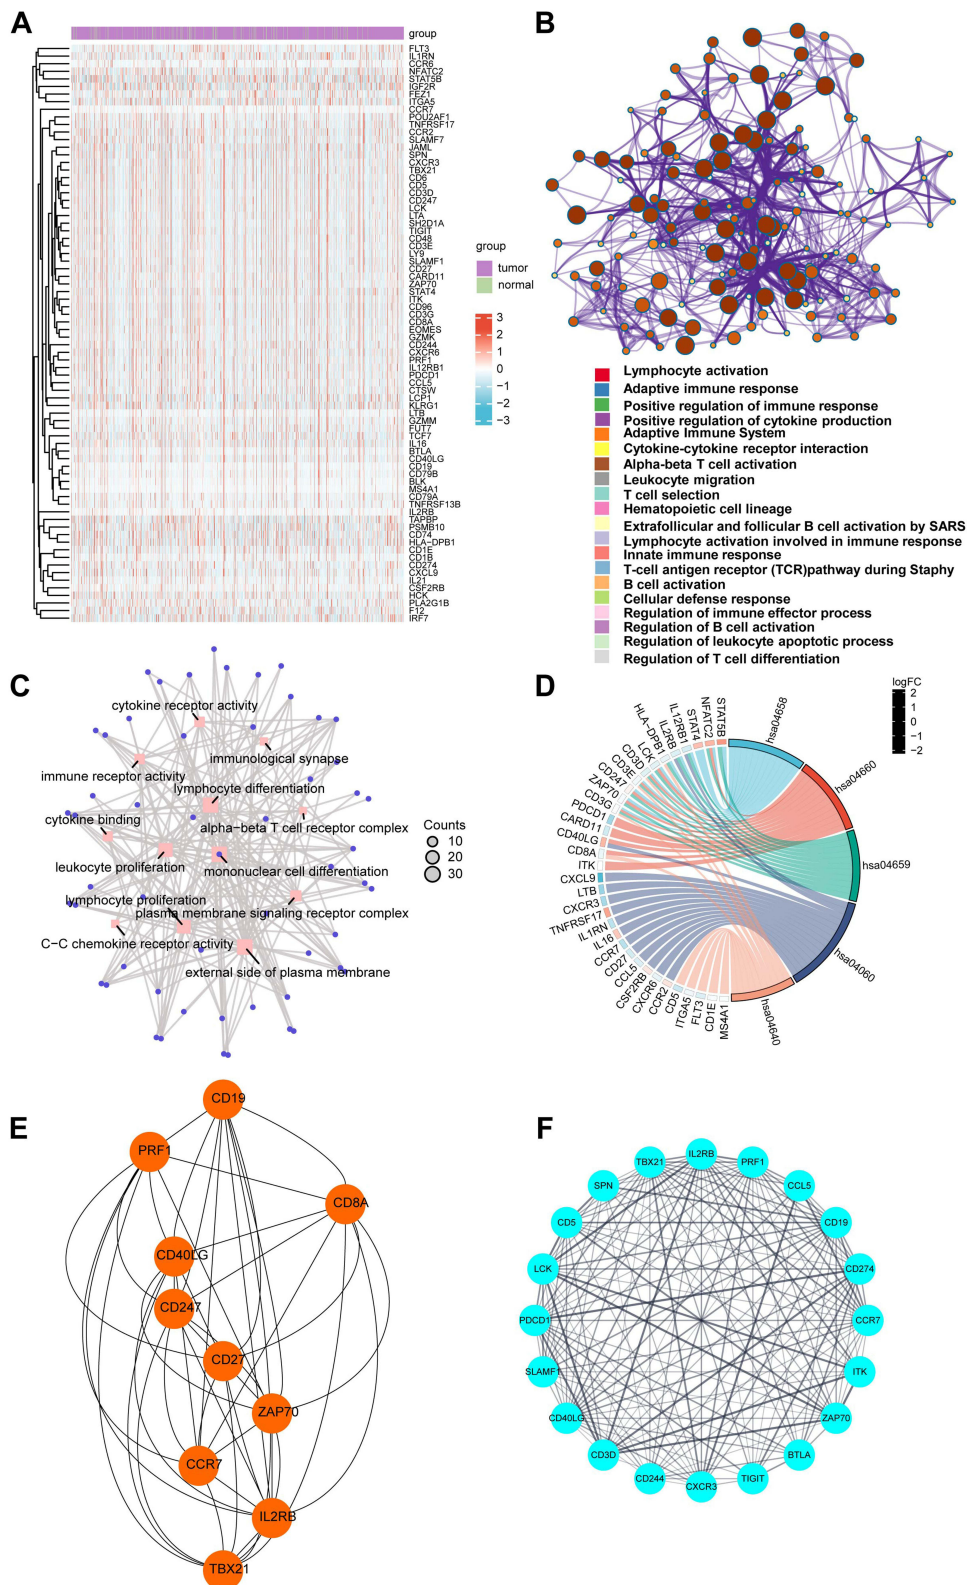 A
group
FLT3
IL1RN
CCR6
NFATC2
STAT5B
IGF2R
FEZ1
ITGA5
CCR7
POU2AF1
TNFRSF17
CCR2
SLAMF7
JAML
SPN
CXCR3
TBX21
CD6
CD5
CD3D
CD247
LCK
LTA
SH2D1A
TIGIT
CD48
CD3E
LY9
SLAMF1
CD27
CARD11
ZAP70
STAT4
ITK
CD96
CD3G
CD8A
EOMES
GZMK
CD244
CXCR6
PRF1
IL12RB1
PDCD1
CCL5
CTSW
LCP1
KLRG1
LTB
GZMM
FUT7
TCF7
IL16
BTLA
CD40LG
CD19
CD79B
BLK
MS4A1
CD79A
TNFRSF13B
IL2RB
TAPBP
PSMB10
CD74
HLA−DPB1
CD1E
CD1B
CD274
CXCL9
IL21
CSF2RB
HCK
PLA2G1B
F12
IRF7
group
tumor
normal
3
2
1
0
−1
−2
−3
B
Lymphocyte activation
Adaptive immune response
Positive regulation of immune response
Positive regulation of cytokine production
Adaptive Immune System
Cytokine-cytokine receptor interaction
Alpha-beta T cell activation
Leukocyte migration
T cell selection
Hematopoietic cell lineage
Extrafollicular and follicular B cell activation by SARS
Lymphocyte activation involved in immune response
Innate immune response
T-cell antigen receptor (TCR)pathway during Staphy
B cell activation
Cellular defense response
Regulation of immune effector process
Regulation of B cell activation
Regulation of leukocyte apoptotic process
Regulation of T cell differentiation
C
cytokine receptor activity
immunological synapse
immune receptor activity
lymphocyte differentiation
cytokine binding
alpha−beta T cell receptor complex
leukocyte proliferation
mononuclear cell differentiation
lymphocyte proliferation
plasma membrane signaling receptor complex
C−C chemokine receptor activity
external side of plasma membrane
Counts
10
20
30
D
logFC
2
1
0
−1
−2
STAT5B
NFATC2
STAT4
IL12RB1
IL2RB
HLA−DPB1
LCK
CD3D
CD3E
CD247
ZAP70
CD3G
PDCD1
CARD11
CD40LG
CD8A
ITK
CXCL9
LTB
CXCR3
TNFRSF17
IL1RN
IL16
CCR7
CD27
CCL5
CSF2RB
CXCR6
CCR2
CD5
ITGA5
FLT3
CD1E
MS4A1
hsa04658
hsa04660
hsa04659
hsa04060
hsa04640
E
CD19
PRF1
CD8A
CD40LG
CD247
CD27
ZAP70
CCR7
IL2RB
TBX21
F
IL2RB
TBX21
PRF1
SPN
CCL5
CD5
CD19
LCK
CD274
PDCD1
CCR7
SLAMF1
ITK
CD40LG
ZAP70
CD3D
BTLA
CD244
TIGIT
CXCR3